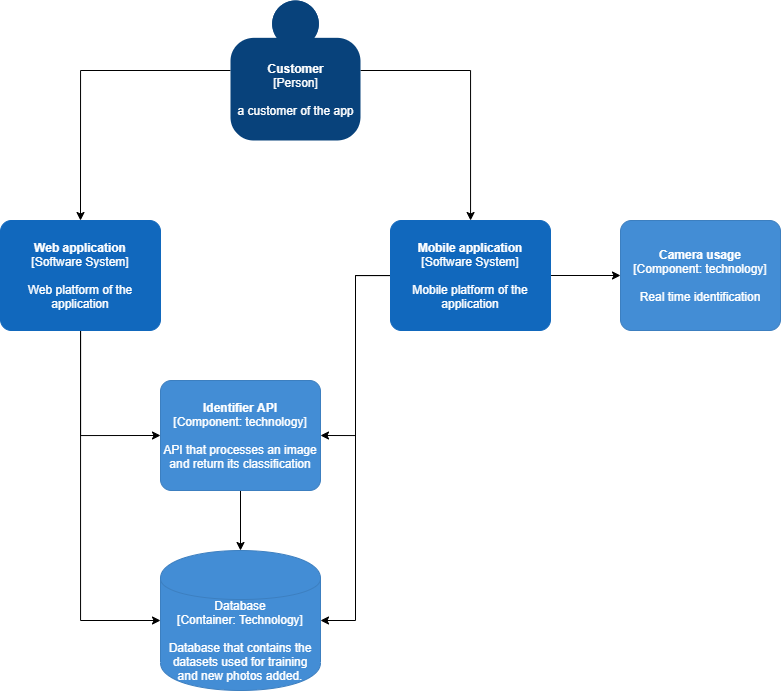 Customer
[Person]
a customer of the app
Web application
[Software System]
Web platform of the
application
Mobile application
[Software System]
Mobile platform of the
application
Camera usage
[Component: technology]
Real time identification
Identifier API
[Component: technology]
API that processes an image
and return its classification
Database
[Container: Technology]
Database that contains the
datasets used for training
and new photos added.